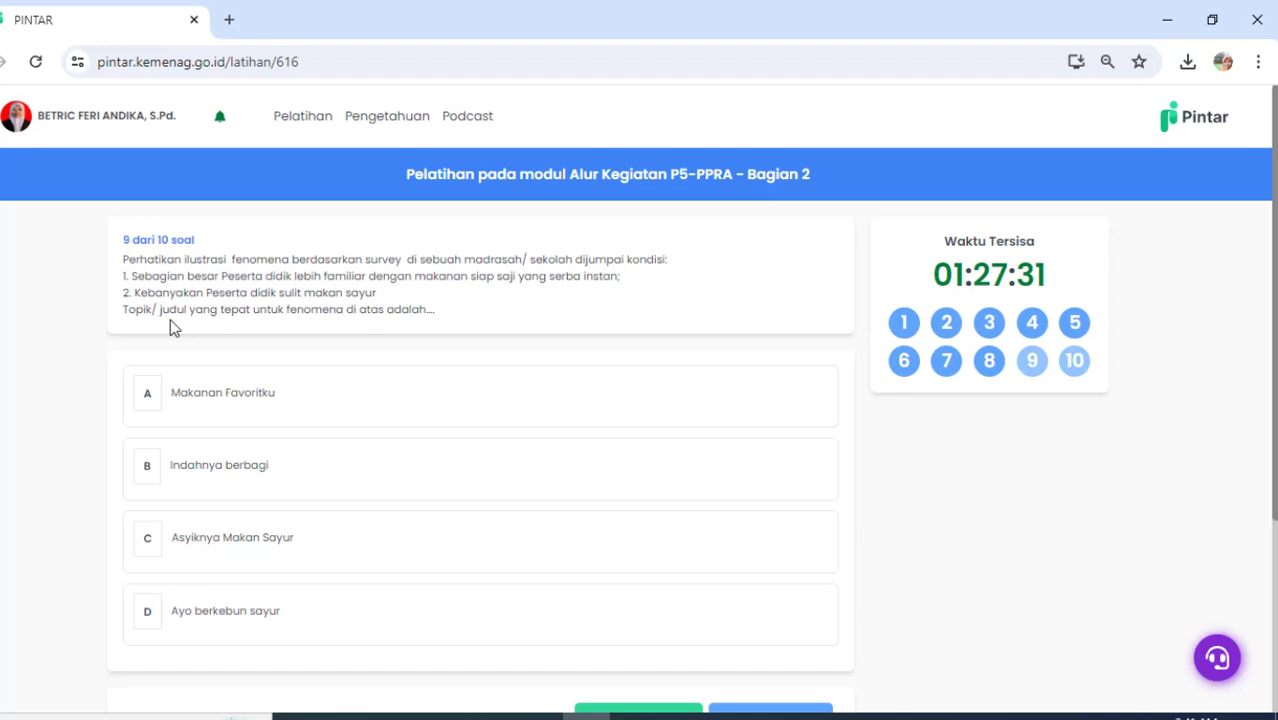 PINTAR
pintar.kemenag.go.id/latihan/616
BETRIC FERI ANDIKA, S.Pd.
Pelatihan
Pengetahuan
Podcast
Pintar
Pelatihan pada modul Alur Kegiatan P5-PPRA - Bagian 2
9 dari 10 soal
Perhatikan ilustrasi fenomena berdasarkan survey di sebuah madrasah/ sekolah dijumpai kondisi:
1. Sebagian besar Peserta didik lebih familiar dengan makanan siap saji yang serba instan;
2. Kebanyakan Peserta didik sulit makan sayur
Topik/ judul yang tepat untuk fenomena di atas adalah....
A Makanan Favoritku
B Indahnya berbagi
C Asyiknya Makan Sayur
D Ayo berkebun sayur
Waktu Tersisa
01:27:31
1 2 3 4 5
6 7 8 9 10